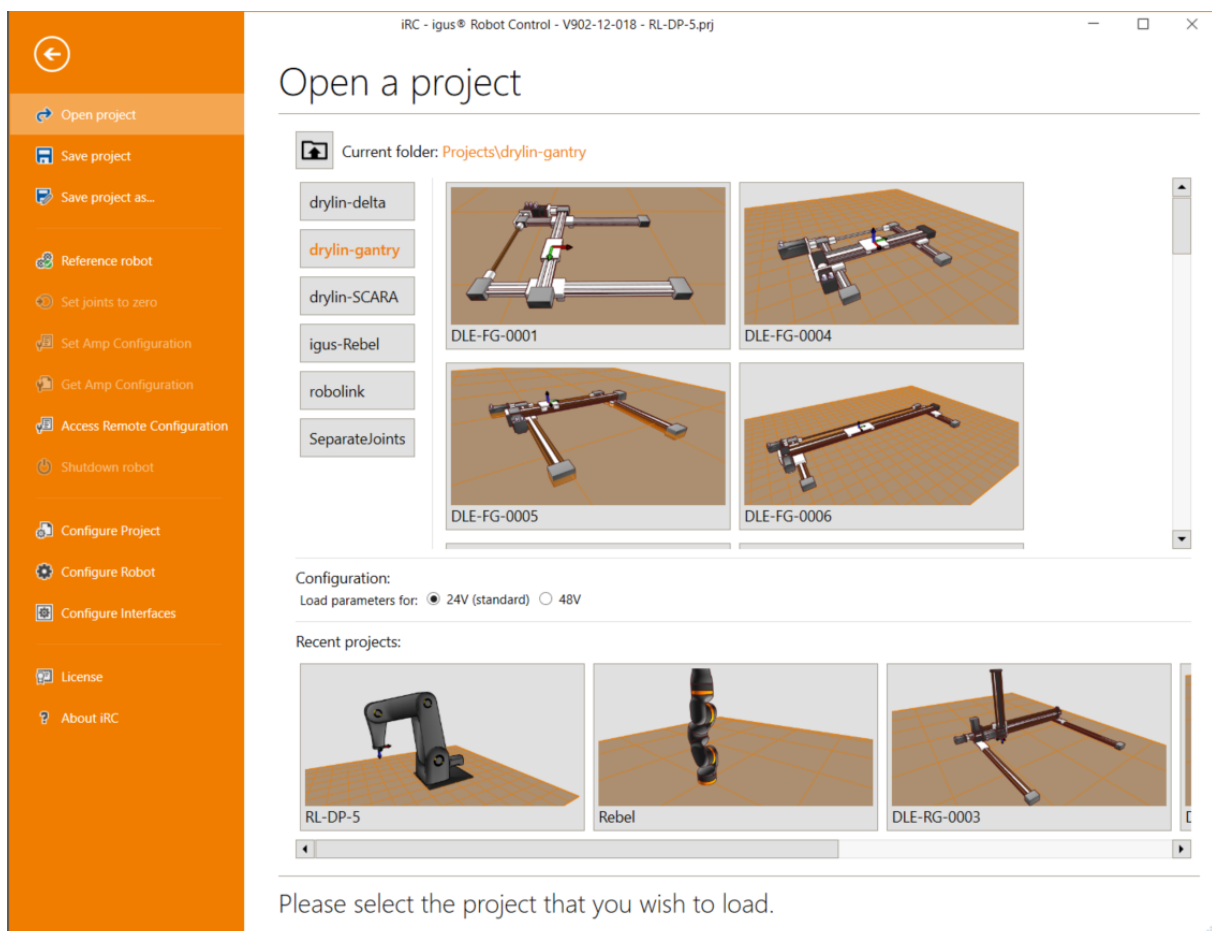 iRC - igus® Robot Control - V902-12-018 - RL-DP-5.prj
Open a project
Open project
Save project
Save project as...
Reference robot
Set joints to zero
Set Amp Configuration
Get Amp Configuration
Access Remote Configuration
Shutdown robot
Configure Project
Configure Robot
Configure Interfaces
License
About iRC
Current folder: Projects\drylin-gantry
drylin-delta
drylin-gantry
drylin-SCARA
igus-Rebel
robolink
SeparateJoints
DLE-FG-0001
DLE-FG-0004
DLE-FG-0005
DLE-FG-0006
Configuration:
Load parameters for: 24V (standard) 48V
Recent projects:
RL-DP-5
Rebel
DLE-RG-0003
Please select the project that you wish to load.